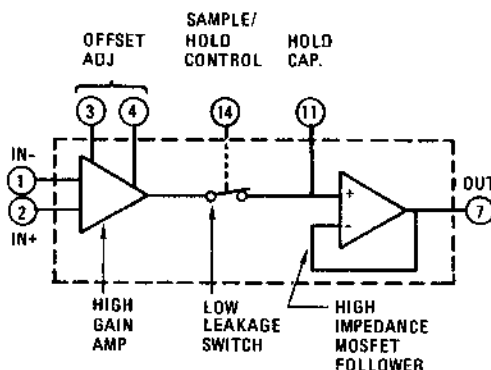 OFFSET
ADJ
SAMPLE/
HOLD
CONTROL
HOLD
CAP.
3
4
14
11
IN-
1
2
IN+
+
-
OUT
7
HIGH
GAIN
AMP
LOW
LEAKAGE
SWITCH
HIGH
IMPEDANCE
MOSFET
FOLLOWER